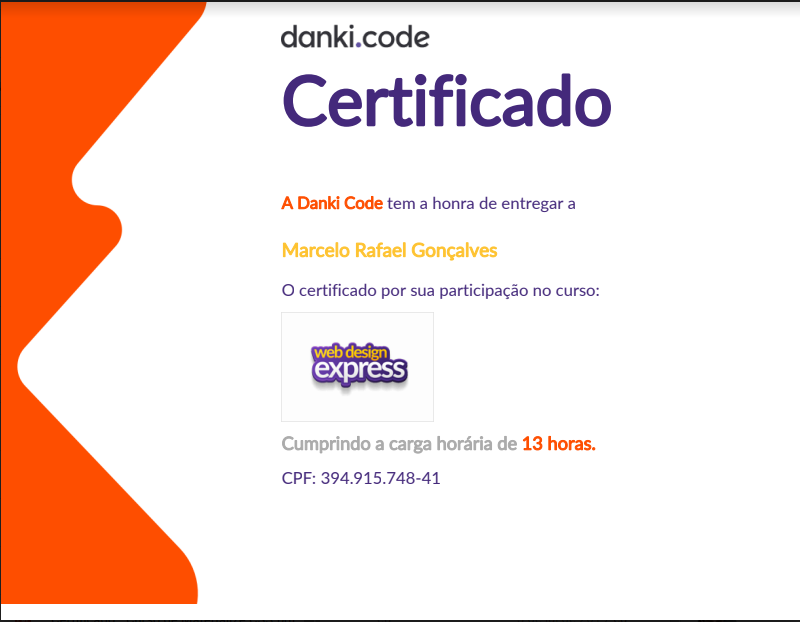 danki.code
Certificado
A Danki Code tem a honra de entregar a
Marcelo Rafael Gonçalves
O certificado por sua participação no curso:
web design
express
Cumprindo a carga horária de 13 horas.
CPF: 394.915.748-41